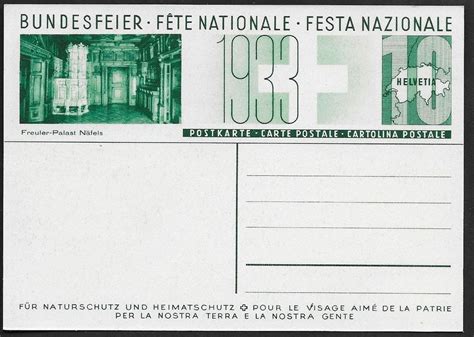 BUNDESFEIER · FÊTE NATIONALE · FESTA NAZIONALE
1933
10
HELVETIA
Freuler-Palast Näfels
POSTKARTE · CARTE POSTALE · CARTOLINA POSTALE
FÜR NATURSCHUTZ UND HEIMATSCHUTZ POUR LE VISAGE AIMÉ DE LA PATRIE
PER LA NOSTRA TERRA E LA NOSTRA GENTE